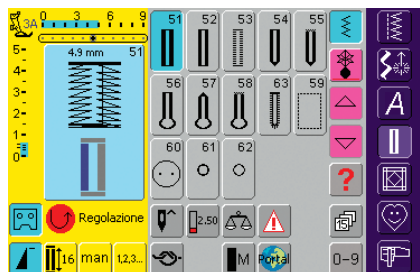 3A 0 3 6 9
51 52 53 54 55
5-
4.9 mm 51
4-
3-
56 57 58 63 59
2-
1-
0
60 61 62
A
?
Regolazione
2.50
15
16 man 1,2,3...
M Portal 0-9